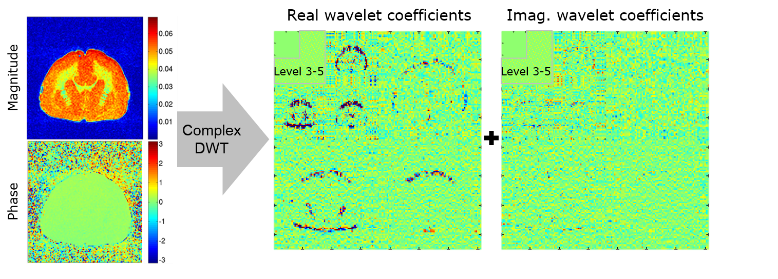 Real wavelet coefficients
Imag. wavelet coefficients
Magnitude
0.06
0.05
0.04
0.03
0.02
0.01
Level 3-5
Level 3-5
Complex
DWT
+
Phase
3
2
1
0
-1
-2
-3